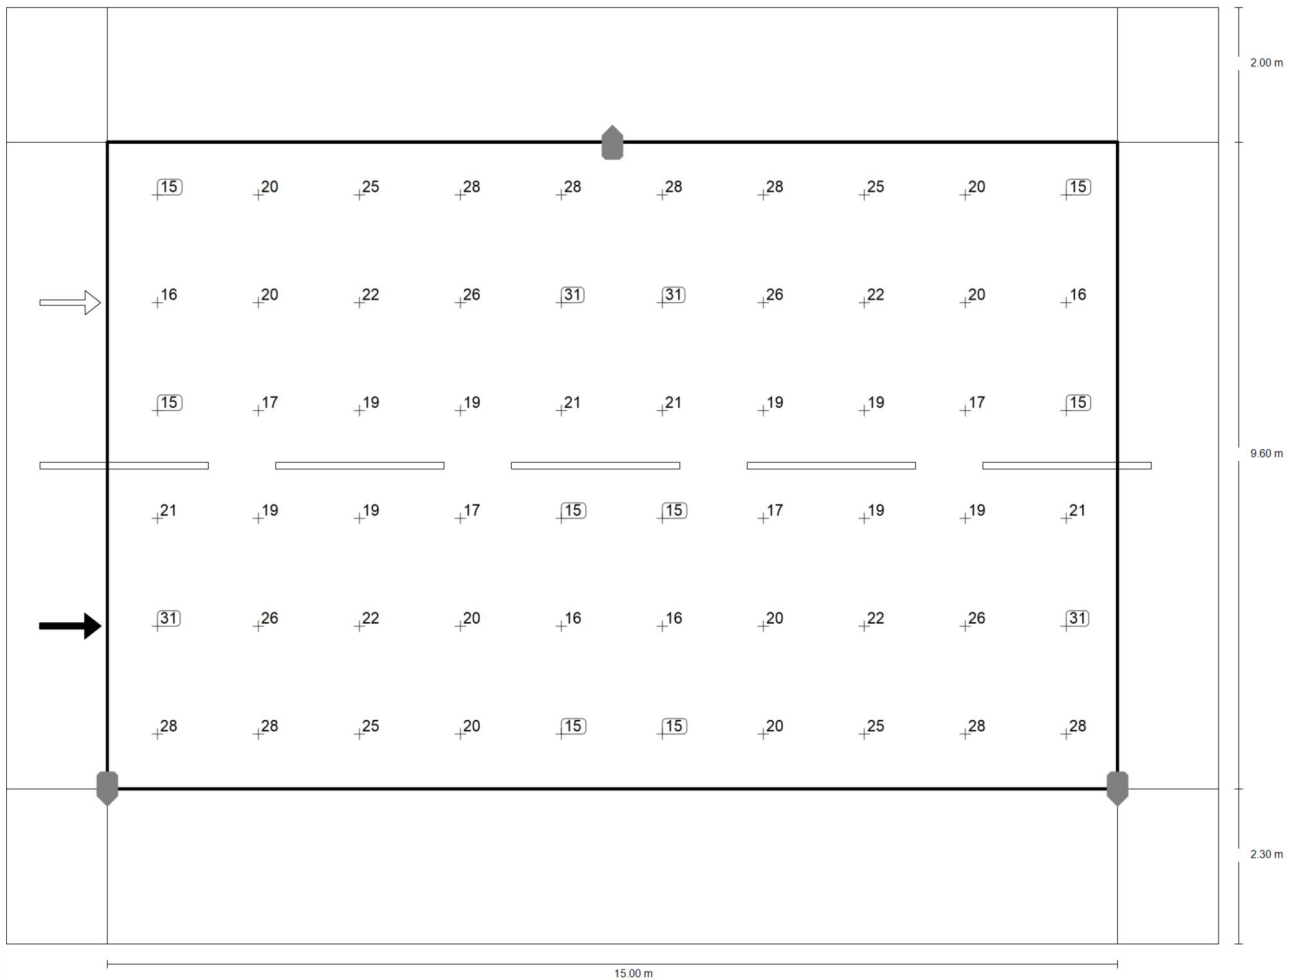 2.00 m
15 20 25 28 28 28 28 25 20 15
16 20 22 26 31 31 26 22 20 16
15 17 19 19 21 21 19 19 17 15
9.60 m
21 19 19 17 15 15 17 19 19 21
31 26 22 20 16 16 20 22 26 31
28 28 25 20 15 15 20 25 28 28
2.30 m
15.00 m